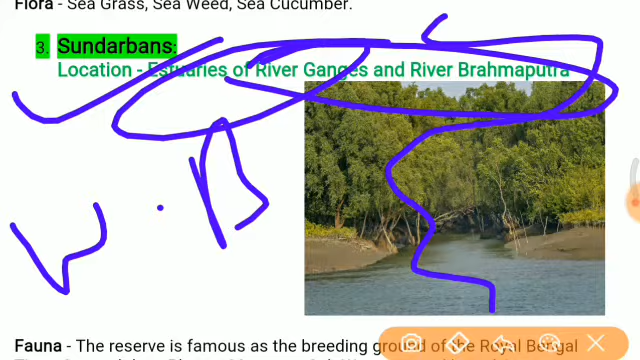 Flora - Sea Grass, Sea Weed, Sea Cucumber.
3. Sundarbans:
Location - Estuaries of River Ganges and River Brahmaputra
W.B
Fauna - The reserve is famous as the breeding ground of the Royal Bengal